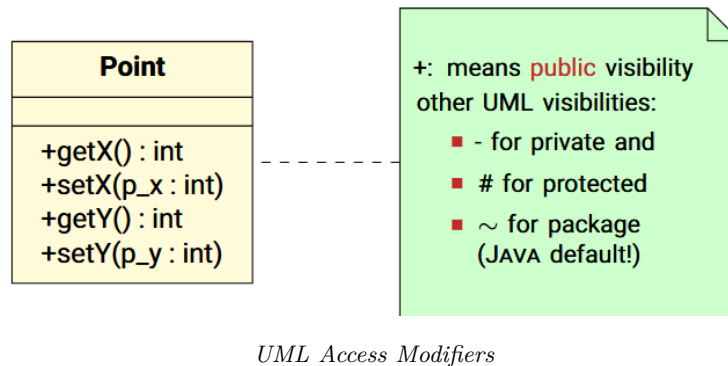 Point
+getX() : int
+setX(p_x : int)
+getY() : int
+setY(p_y : int)
+: means public visibility
other UML visibilities:
- for private and
# for protected
~ for package
(JAVA default!)
UML Access Modifiers